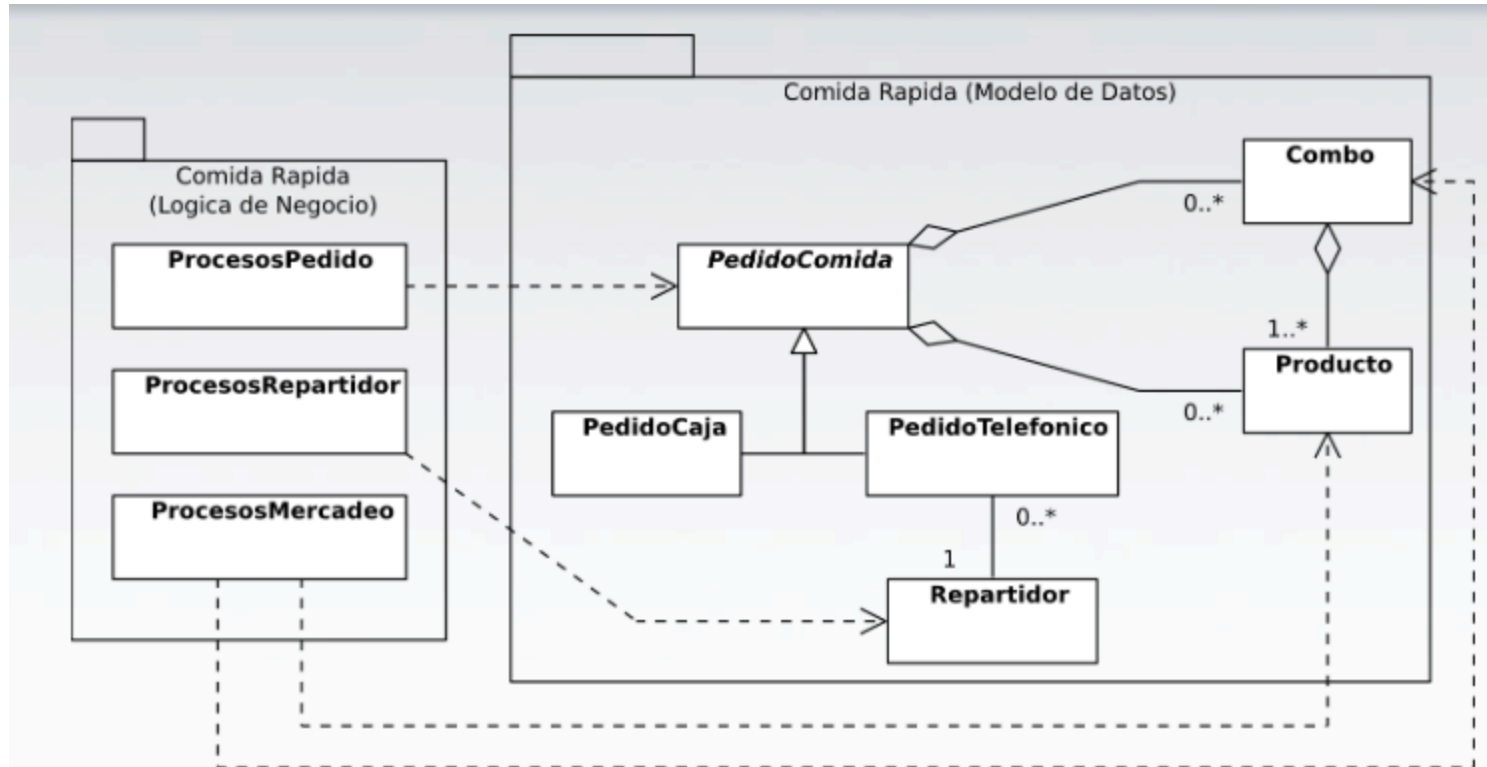 Comida Rapida (Modelo de Datos)
Comida Rapida
(Logica de Negocio)
Combo
0..*
ProcesosPedido
PedidoComida
1..*
ProcesosRepartidor
Producto
0..*
PedidoCaja
PedidoTelefonico
ProcesosMercadeo
0..*
1
Repartidor